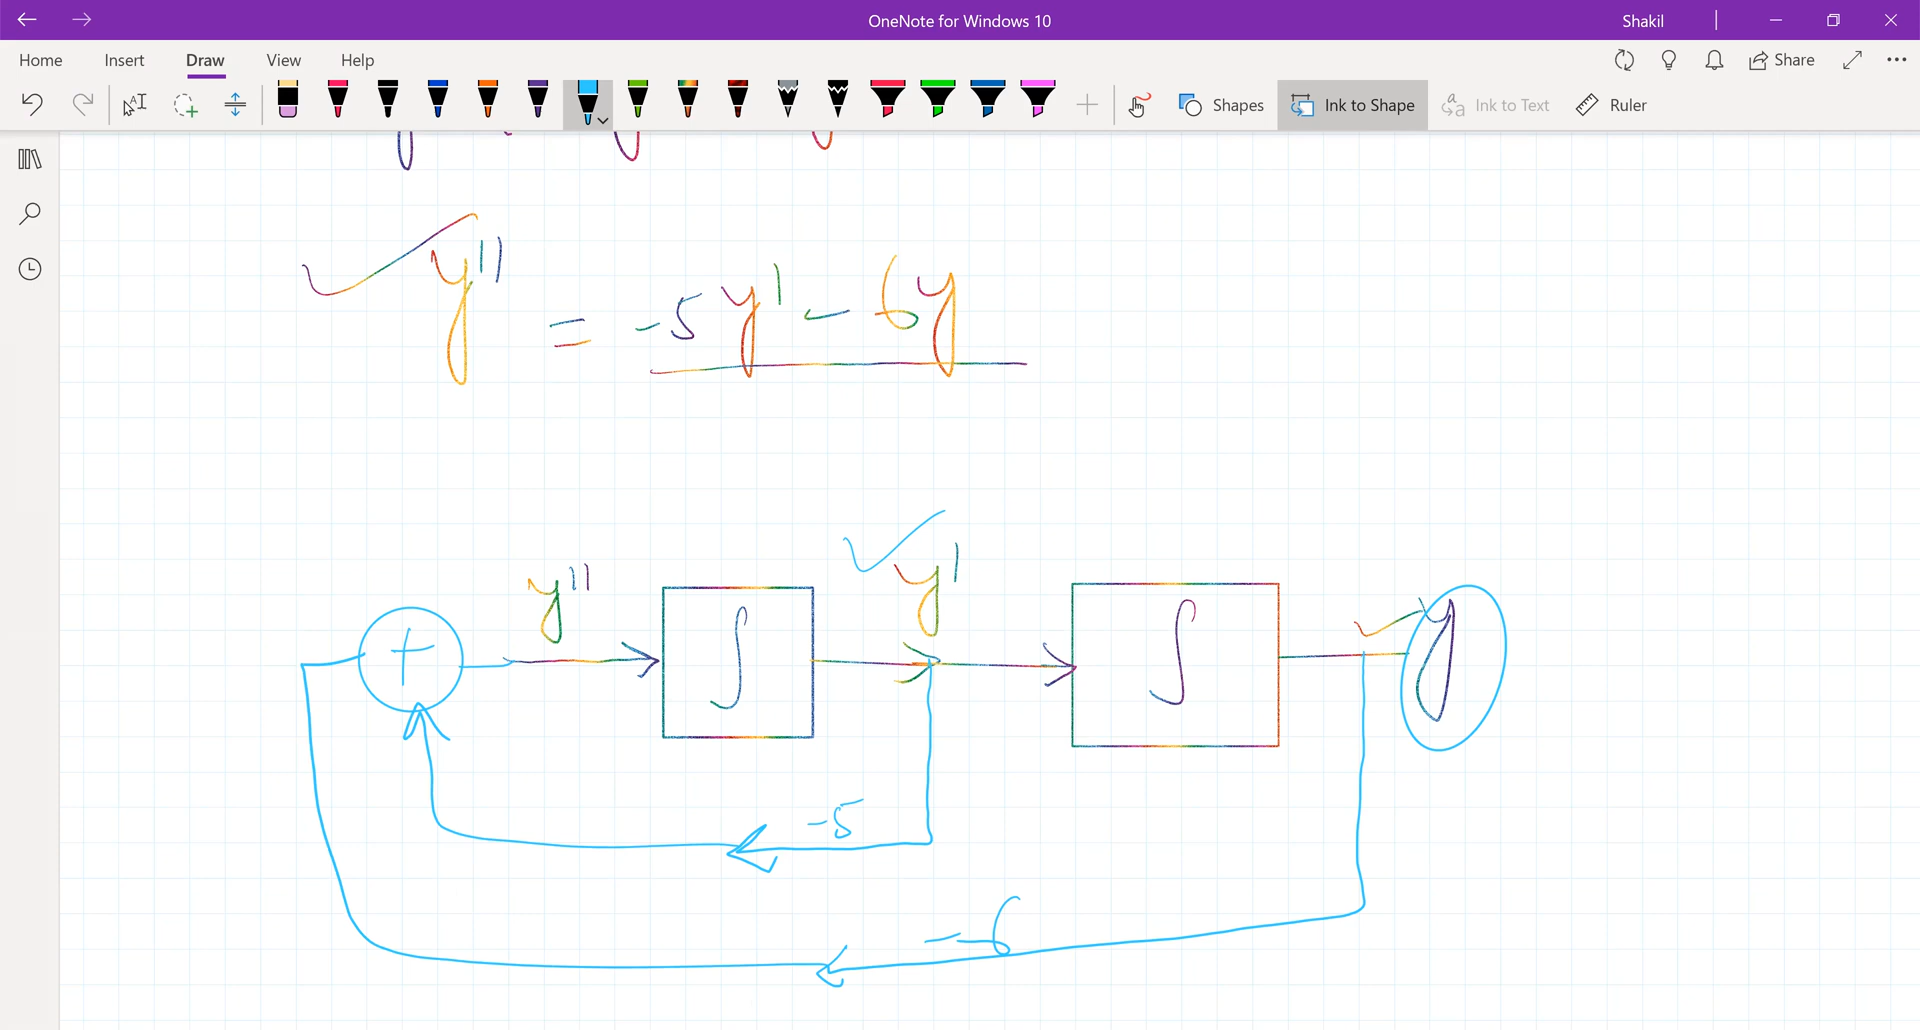 OneNote for Windows 10
Shakil
Home Insert Draw View Help
Share
Shapes Ink to Shape Ink to Text Ruler
y'' = -5y' - 6y
y'' y'
+ ∫ ∫ y
-5
-6